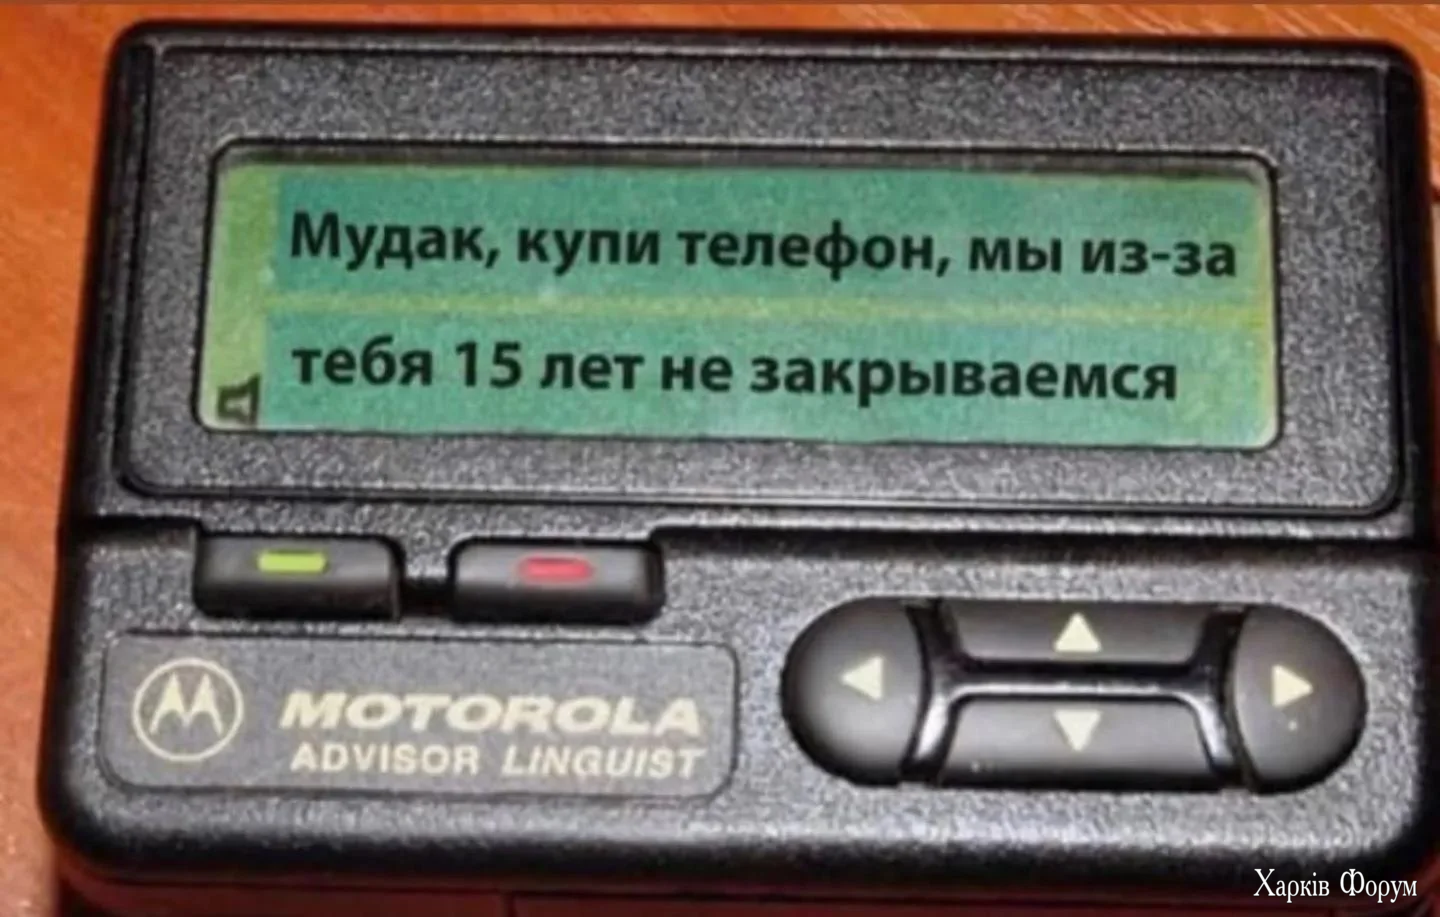 Мудак, купи телефон, мы из-за
тебя 15 лет не закрываемся
MOTOROLA
ADVISOR LINGUIST
Харків Форум